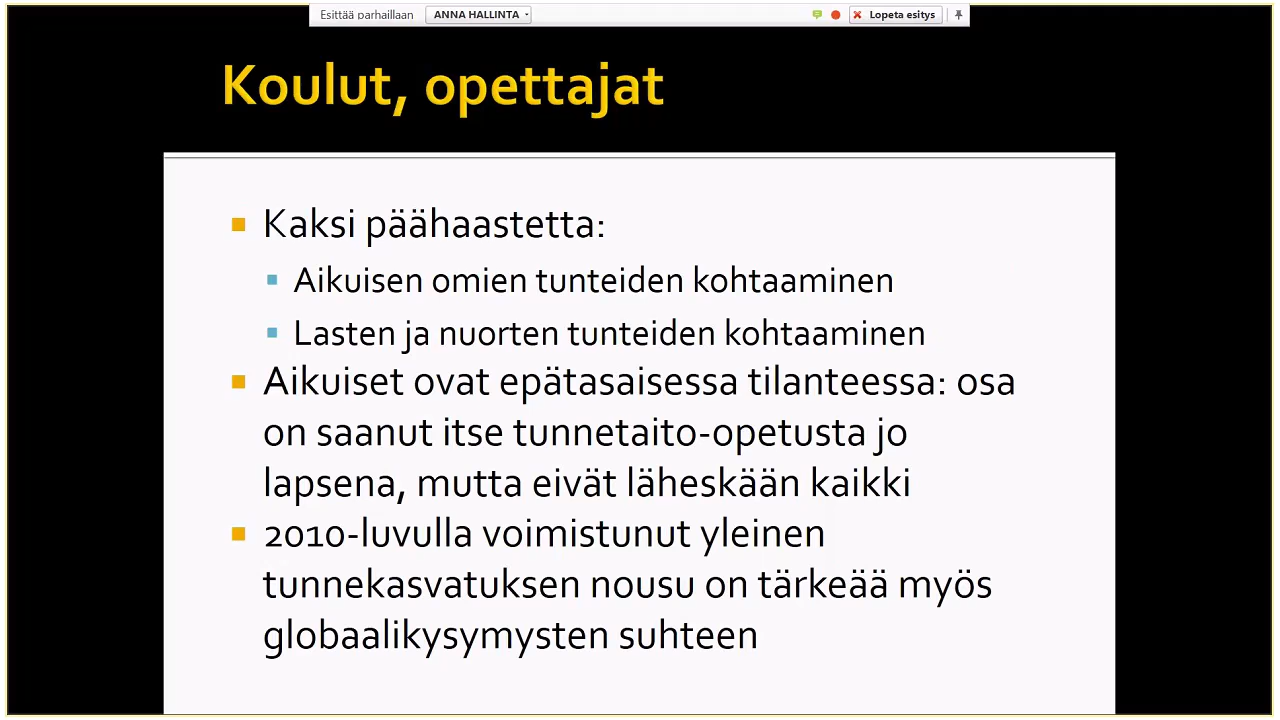 Esittää parhaillaan ANNA HALLINTA Lopeta esitys
Koulut, opettajat
Kaksi päähaastetta:
Aikuisen omien tunteiden kohtaaminen
Lasten ja nuorten tunteiden kohtaaminen
Aikuiset ovat epätasaisessa tilanteessa: osa
on saanut itse tunnetaito-opetusta jo
lapsena, mutta eivät läheskään kaikki
2010-luvulla voimistunut yleinen
tunnekasvatuksen nousu on tärkeää myös
globaalikysymysten suhteen